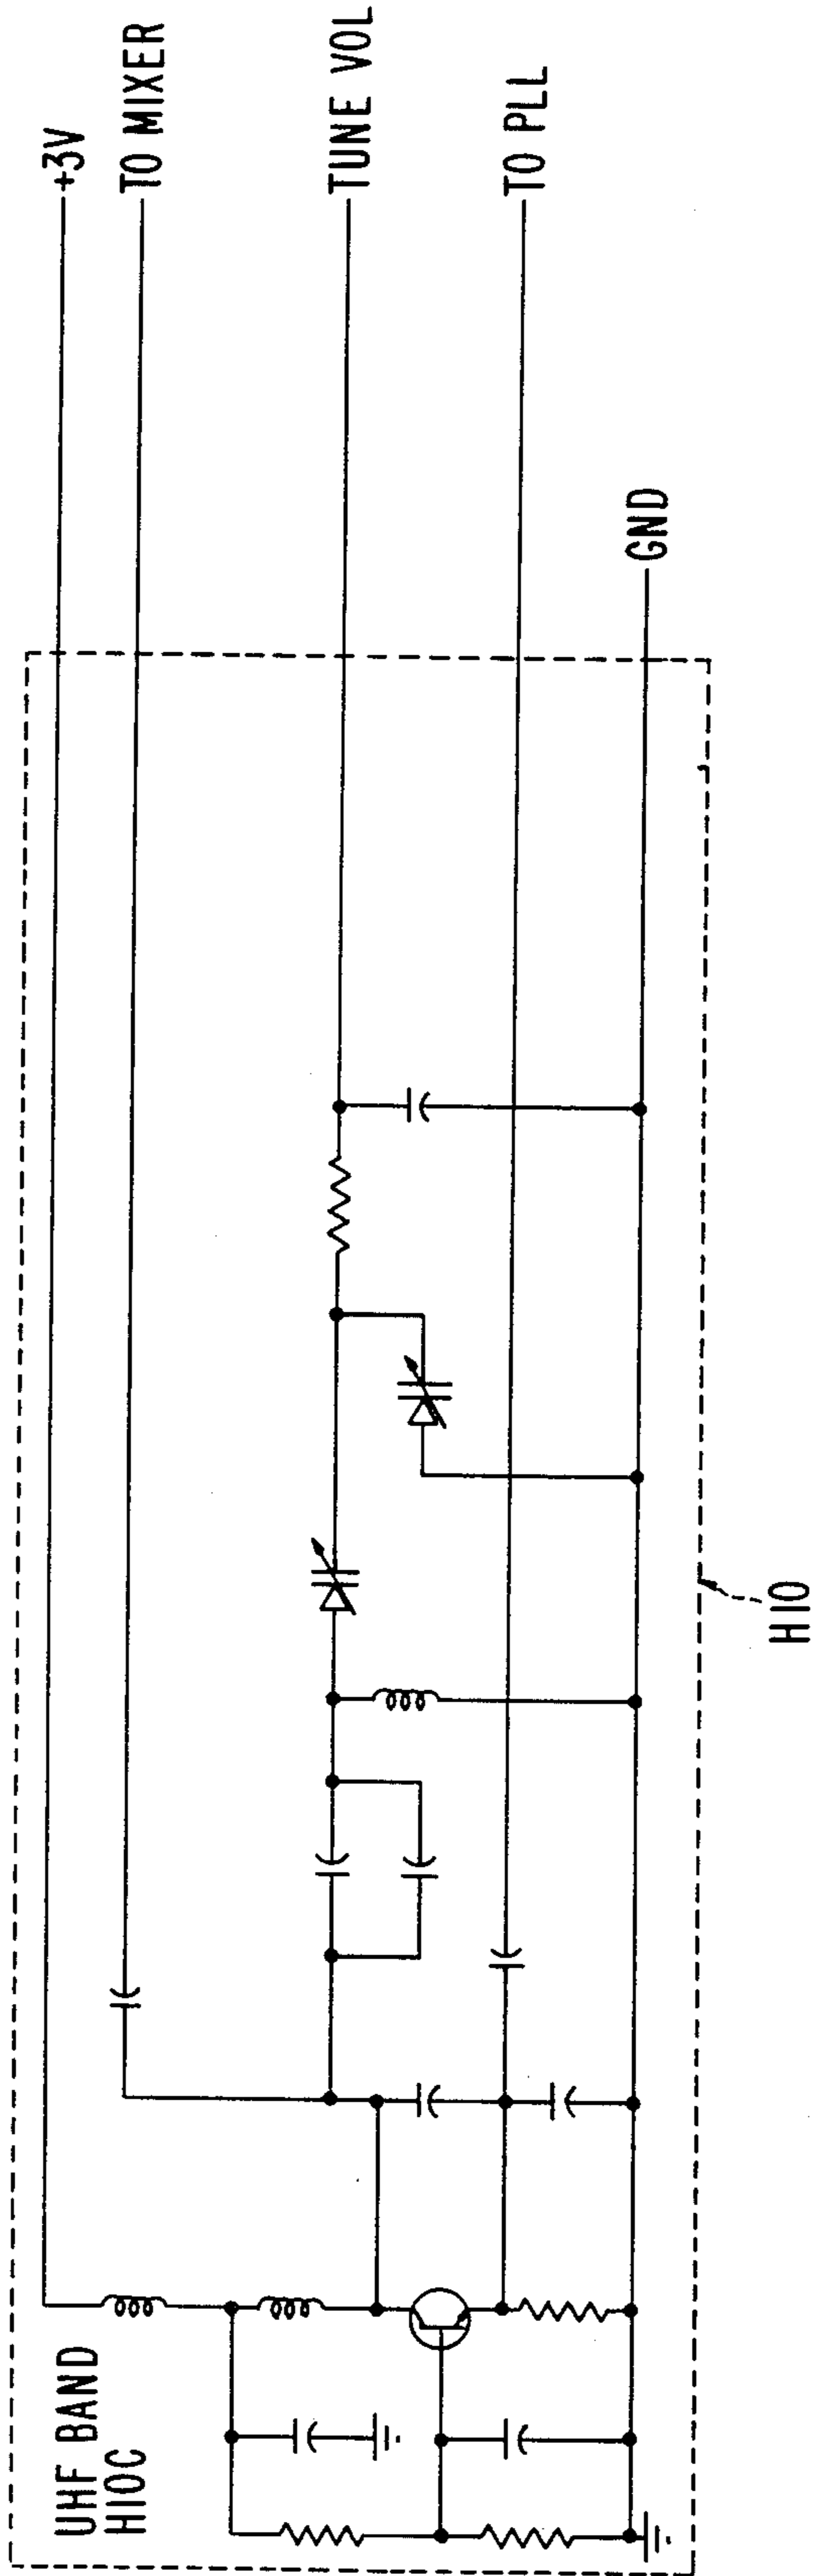 +3V
TO MIXER
TUNE VOL
TO PLL
GND
UHF BAND
H10C
H10